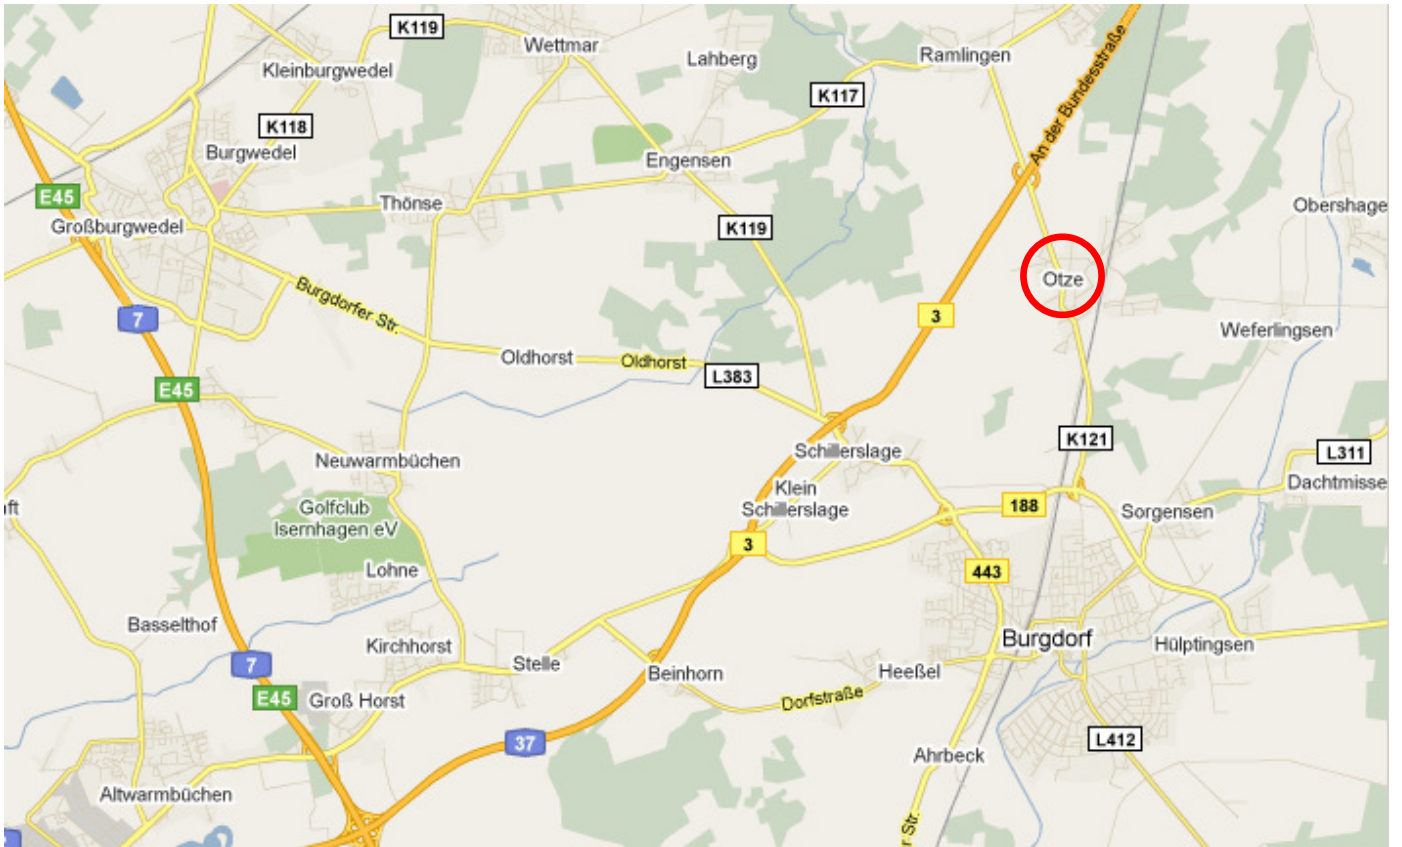 K119
Wettmar
Lahberg
Ramlingen
Kleinburgwedel
K117
An der Bundesstraße
K118
Burgwedel
Engensen
E45
Thönse
Obershage
Großburgwedel
K119
Otze
Burgdorfer Str.
7
3
Weferlingsen
Oldhorst
Oldhorst
L383
E45
K121
Schillerslage
L311
Neuwarmbüchen
Dachtmisse
Klein
Schillerslage
Golfclub
Isernhagen eV
188
Sorgensen
ft
3
Lohne
443
Basselthof
Kirchhorst
Burgdorf
Hülptingsen
7
Stelle
Beinhorn
Heeßel
E45
Groß Horst
Dorfstraße
37
L412
Ahrbeck
Altwarmbüchen
r Str.